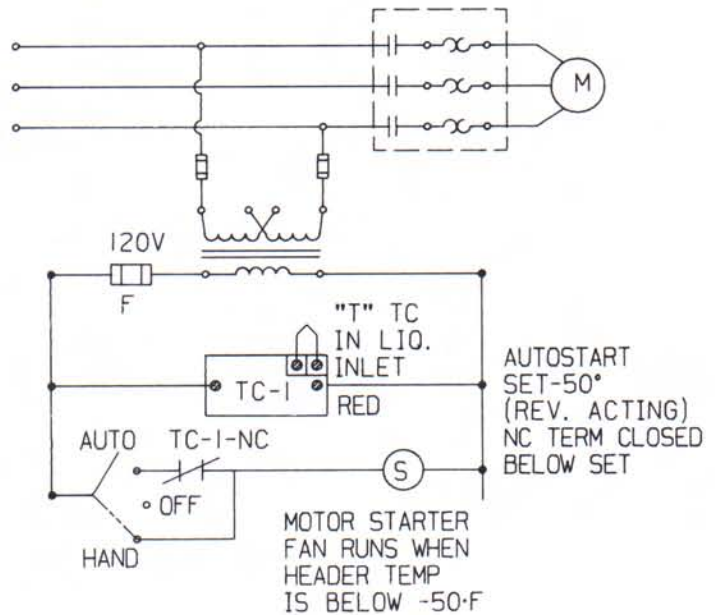 M
120V
F
"T" TC
IN LIQ.
INLET
TC-1
RED
AUTOSTART
SET-50°
(REV. ACTING)
NC TERM CLOSED
BELOW SET
AUTO
TC-1-NC
OFF
HAND
S
MOTOR STARTER
FAN RUNS WHEN
HEADER TEMP
IS BELOW -50·F